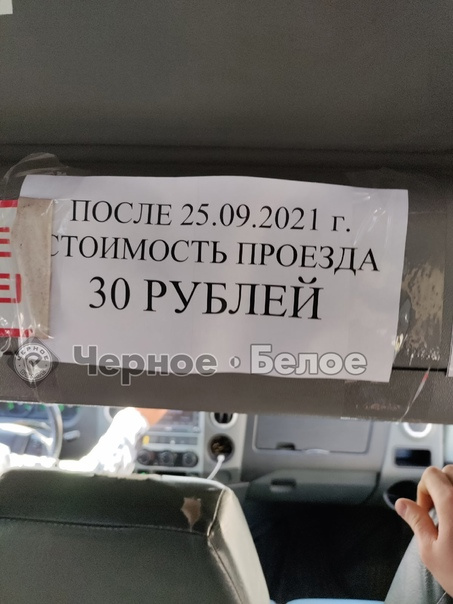 ПОСЛЕ 25.09.2021 г.
СТОИМОСТЬ ПРОЕЗДА
30 РУБЛЕЙ
Черное • Белое